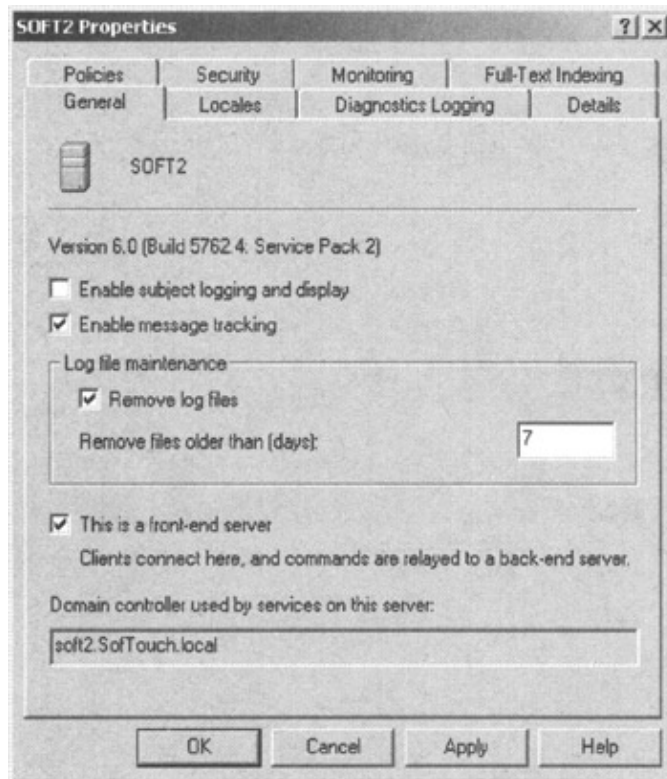 SOFT2 Properties
Policies Security Monitoring Full-Text Indexing
General Locales Diagnostics Logging Details
SOFT2
Version 6.0 (Build 5762.4: Service Pack 2)
Enable subject logging and display
Enable message tracking
Log file maintenance
Remove log files
Remove files older than (days): 7
This is a front-end server
Clients connect here, and commands are relayed to a back-end server.
Domain controller used by services on this server:
soft2.SofTouch.local
OK Cancel Apply Help